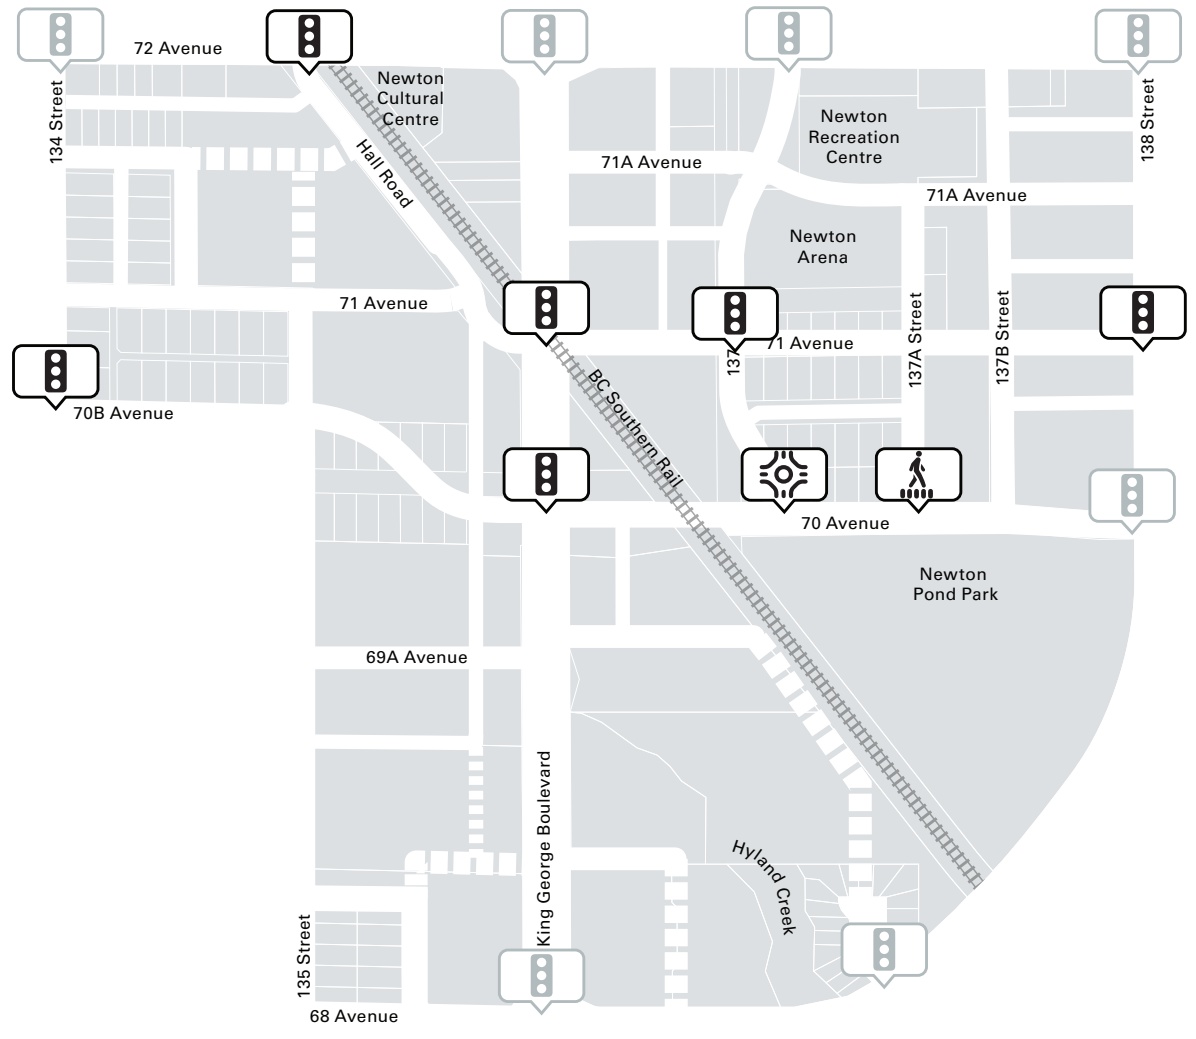 72 Avenue
134 Street
Newton
Cultural
Centre
Newton
Recreation
Centre
138 Street
Hall Road
71A Avenue
71A Avenue
Newton
Arena
71 Avenue
137
71 Avenue
137A Street
137B Street
BC Southern Rail
70B Avenue
70 Avenue
Newton
Pond Park
69A Avenue
King George Boulevard
Hyland Creek
135 Street
68 Avenue